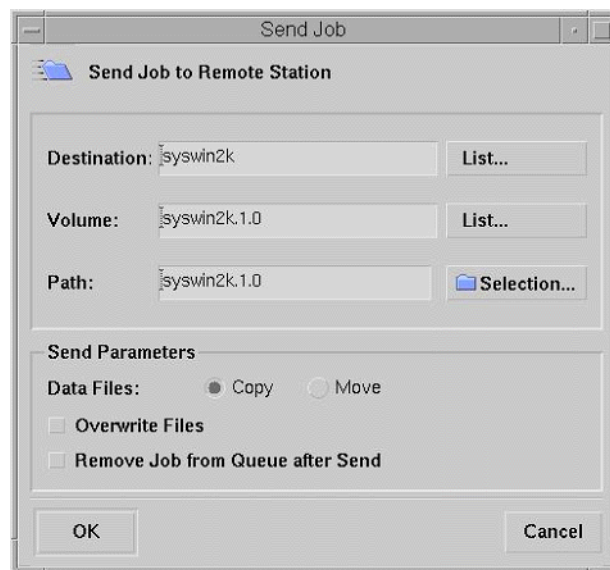 Send Job
Send Job to Remote Station
Destination: syswin2k List...
Volume: syswin2k.1.0 List...
Path: syswin2k.1.0 Selection...
Send Parameters
Data Files: Copy Move
Overwrite Files
Remove Job from Queue after Send
OK Cancel